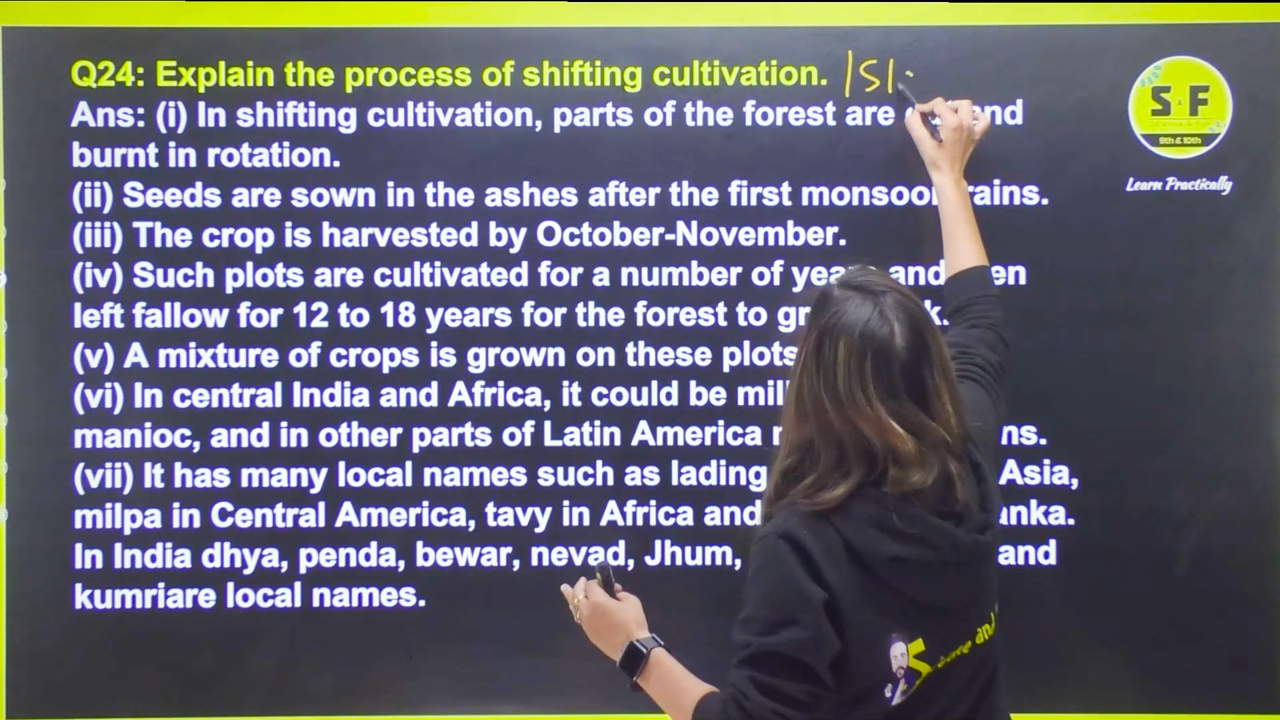 Q24: Explain the process of shifting cultivation. /SI
Ans: (i) In shifting cultivation, parts of the forest are
burnt in rotation.
(ii) Seeds are sown in the ashes after the first monsoon rains.
(iii) The crop is harvested by October-November.
(iv) Such plots are cultivated for a number of and
left fallow for 12 to 18 years for the forest to
(v) A mixture of crops is grown on these plots
(vi) In central India and Africa, it could be
manioc, and in other parts of Latin America
(vii) It has many local names such as lading Asia,
milpa in Central America, tavy in Africa and
In India dhya, penda, bewar, nevad, Jhum, and
kumriare local names.
S F
9th & 10th
Learn Practically